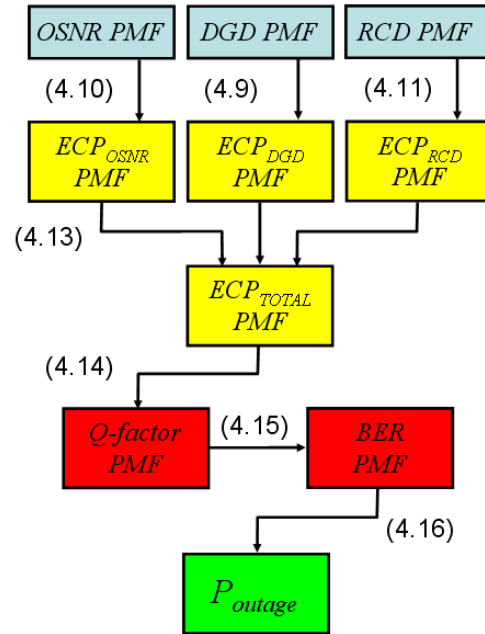 OSNR PMF
DGD PMF
RCD PMF
(4.10)
(4.9)
(4.11)
ECP_OSNR
PMF
ECP_DGD
PMF
ECP_RCD
PMF
(4.13)
ECP_TOTAL
PMF
(4.14)
Q-factor
PMF
(4.15)
BER
PMF
(4.16)
P_outage